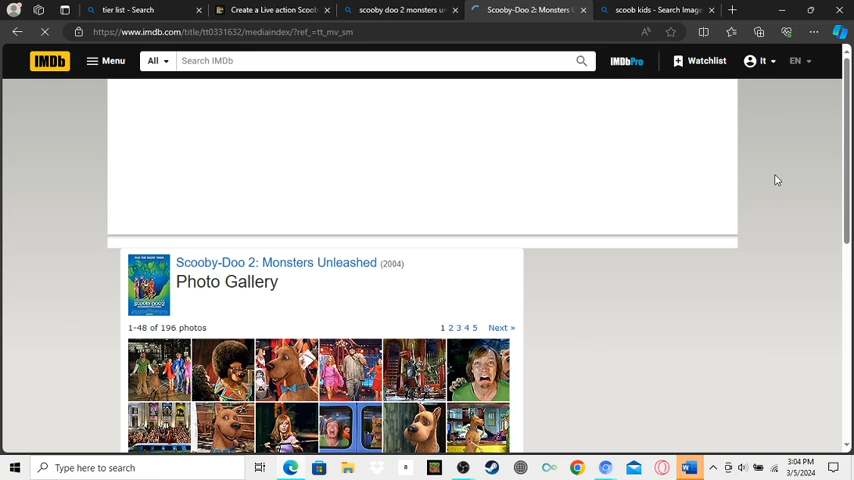 tier list - Search
Create a Live action Scoob
scooby doo 2 monsters un
Scooby-Doo 2: Monsters U
scoob kids - Search Images
https://www.imdb.com/title/tt0331632/mediaindex/?ref_=tt_mv_sm
IMDb
Menu
All
Search IMDb
IMDbPro
Watchlist
It
EN
Scooby-Doo 2: Monsters Unleashed (2004)
Photo Gallery
1-48 of 196 photos
1 2 3 4 5 Next »
Type here to search
3:04 PM
3/5/2024